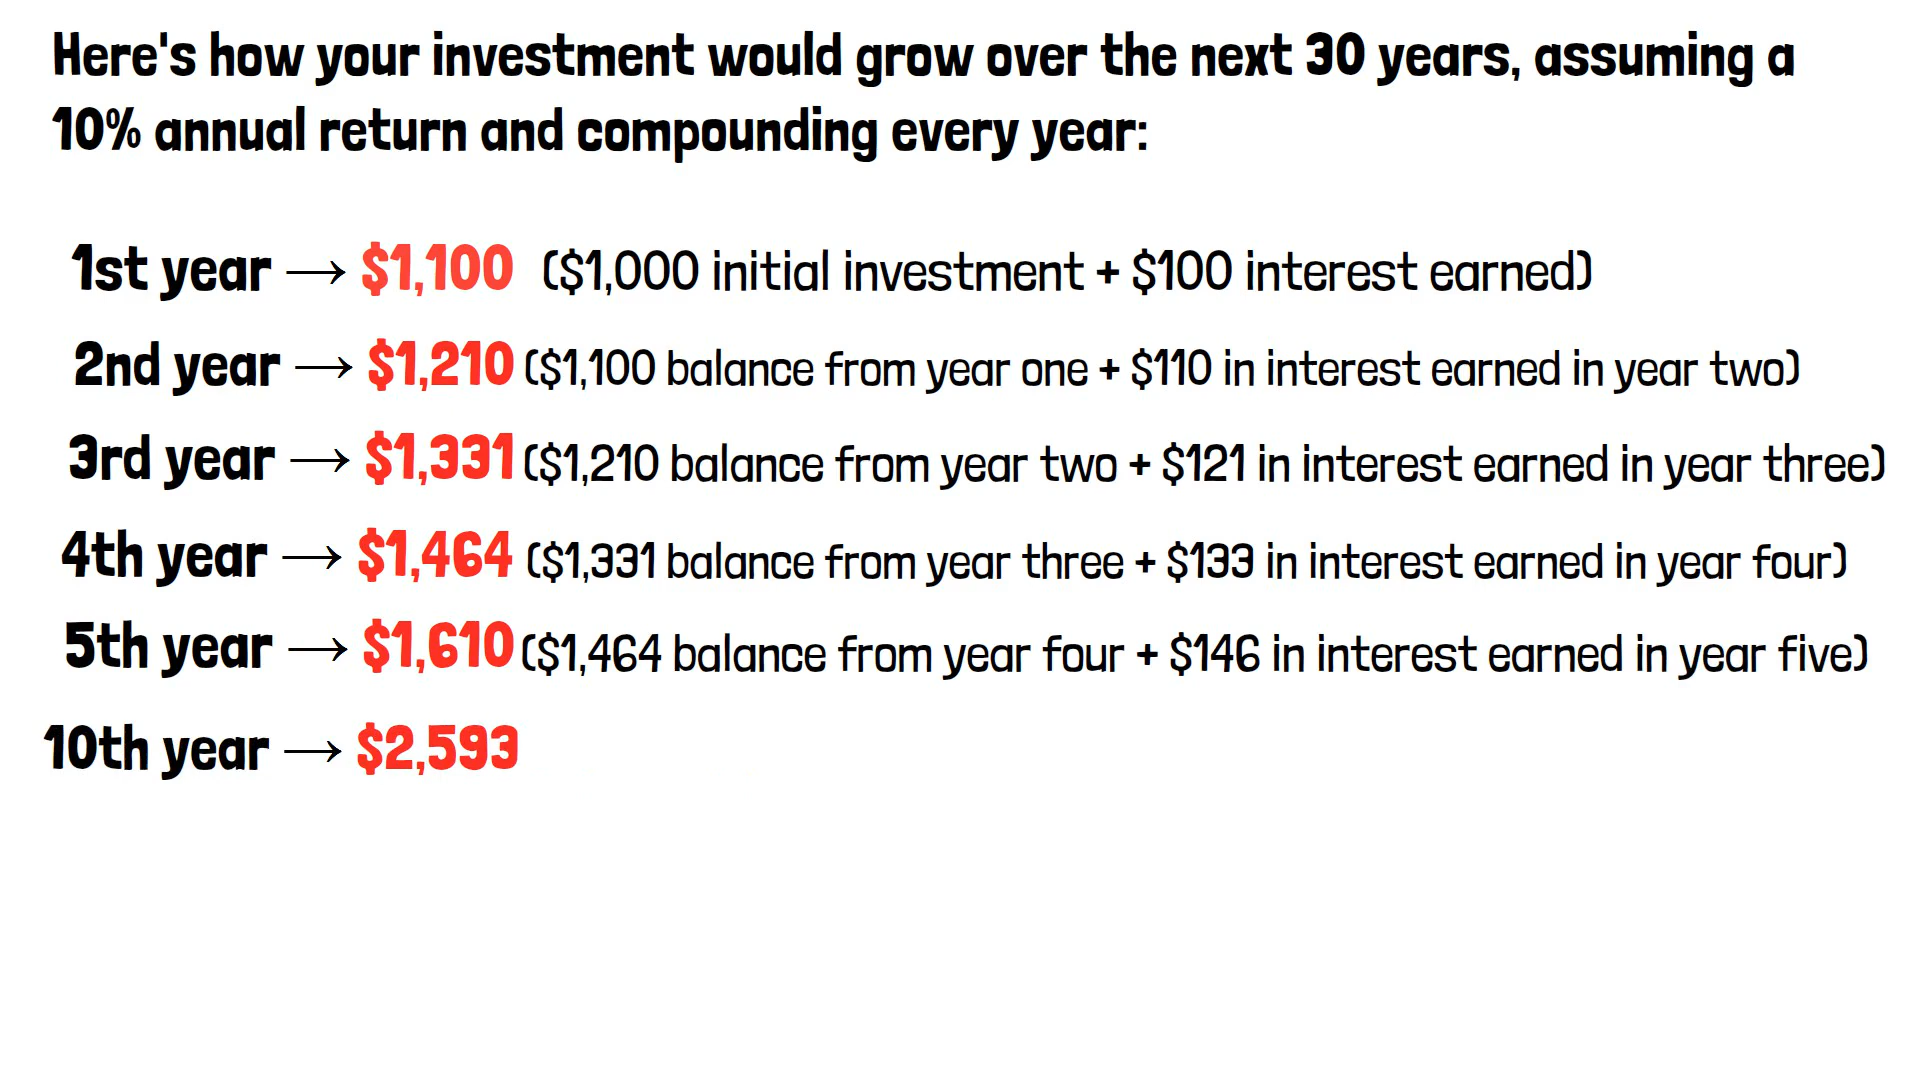 Here's how your investment would grow over the next 30 years, assuming a
10% annual return and compounding every year:
1st year → $1,100 ($1,000 initial investment + $100 interest earned)
2nd year → $1,210 ($1,100 balance from year one + $110 in interest earned in year two)
3rd year → $1,331 ($1,210 balance from year two + $121 in interest earned in year three)
4th year → $1,464 ($1,331 balance from year three + $133 in interest earned in year four)
5th year → $1,610 ($1,464 balance from year four + $146 in interest earned in year five)
10th year → $2,593